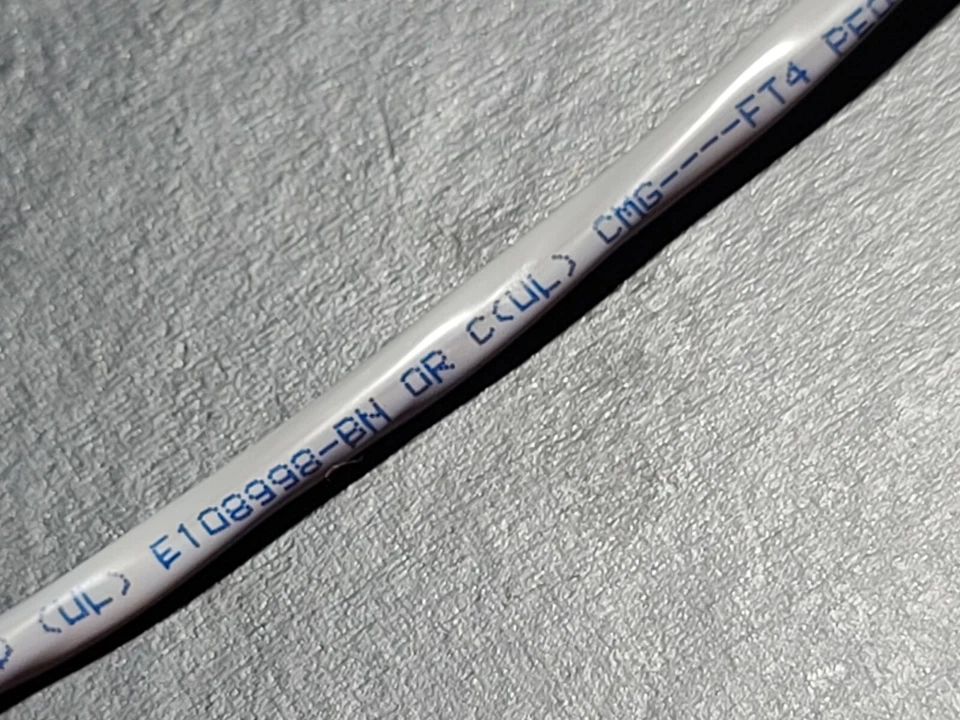 (UL) E108998-BN OR C(UL) CMG----FT4